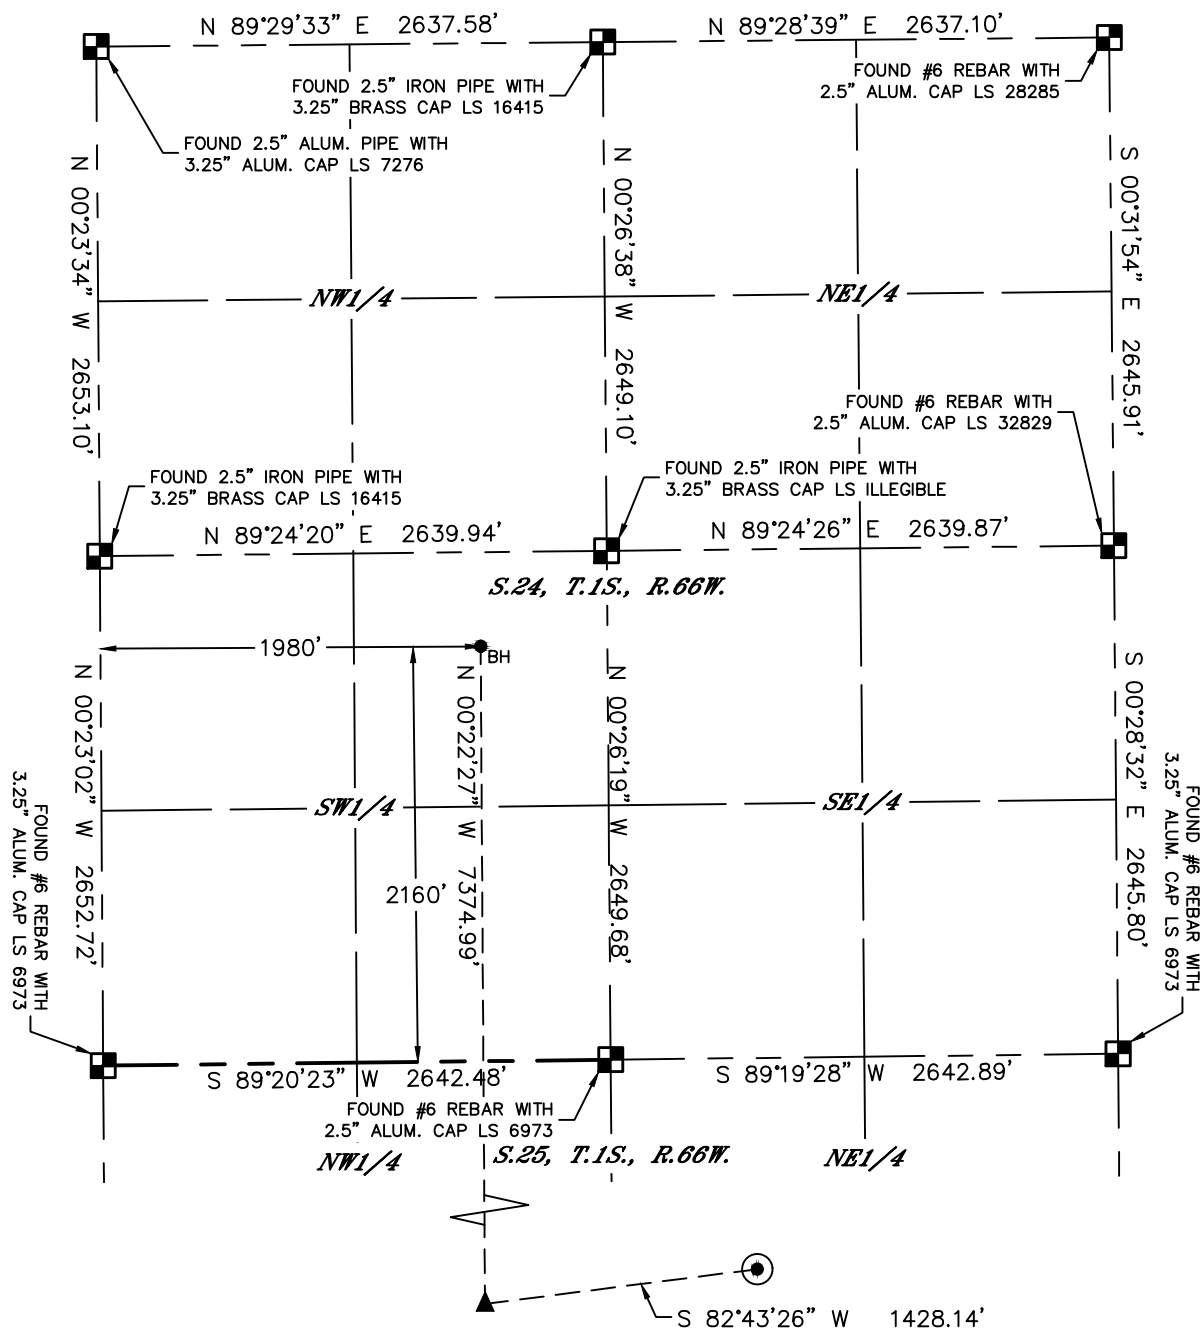 N 89°29'33" E 2637.58'
N 89°28'39" E 2637.10'
FOUND 2.5" IRON PIPE WITH
3.25" BRASS CAP LS 16415
FOUND #6 REBAR WITH
2.5" ALUM. CAP LS 28285
FOUND 2.5" ALUM. PIPE WITH
3.25" ALUM. CAP LS 7276
N 00°23'34" W 2653.10'
N 00°26'38" W 2649.10'
S 00°31'54" E 2645.91'
NW1/4
NE1/4
FOUND #6 REBAR WITH
2.5" ALUM. CAP LS 32829
FOUND 2.5" IRON PIPE WITH
3.25" BRASS CAP LS 16415
FOUND 2.5" IRON PIPE WITH
3.25" BRASS CAP LS ILLEGIBLE
N 89°24'20" E 2639.94'
N 89°24'26" E 2639.87'
S.24, T.1S., R.66W.
1980'
BH
N 00°23'02" W 2652.72'
N 00°22'27" W 7374.99'
N 00°26'19" W 2649.68'
S 00°28'32" E 2645.80'
SW1/4
SE1/4
2160'
FOUND #6 REBAR WITH
3.25" ALUM. CAP LS 6973
FOUND #6 REBAR WITH
3.25" ALUM. CAP LS 6973
S 89°20'23" W 2642.48'
S 89°19'28" W 2642.89'
FOUND #6 REBAR WITH
2.5" ALUM. CAP LS 6973
NW1/4
S.25, T.1S., R.66W.
NE1/4
S 82°43'26" W 1428.14'